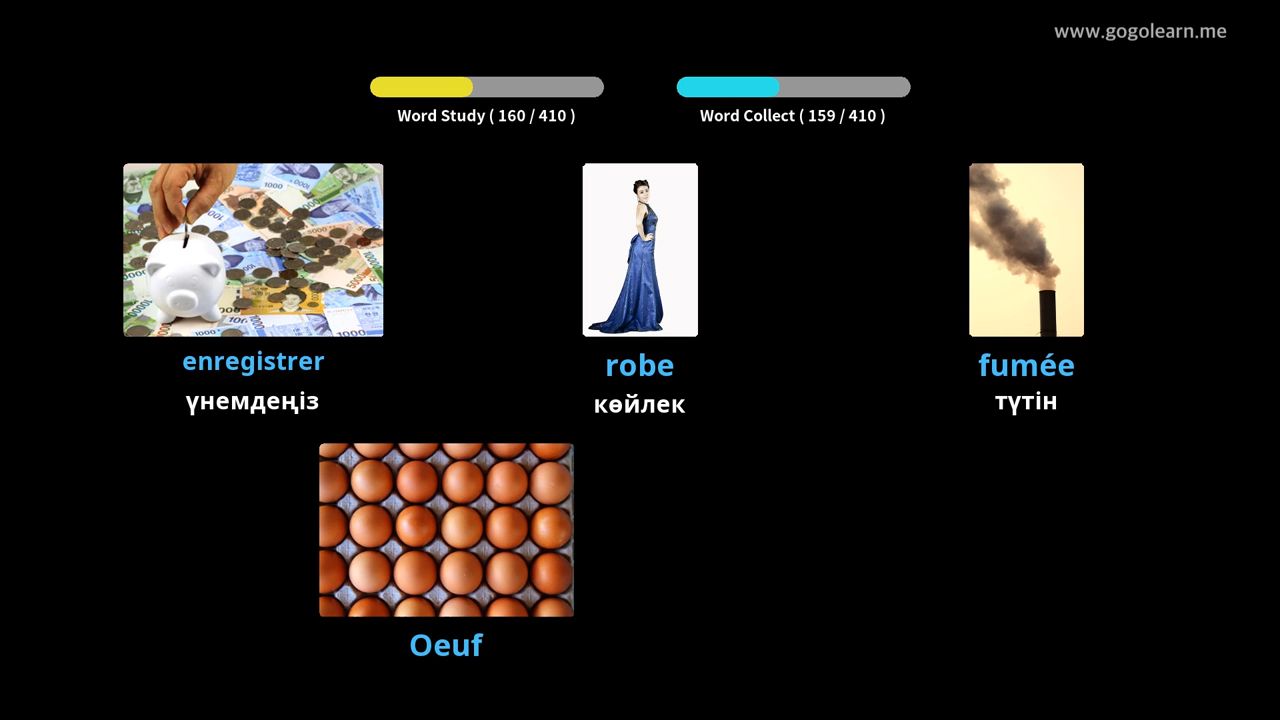 www.gogolearn.me
Word Study ( 160 / 410 )
Word Collect ( 159 / 410 )
enregistrer
үнемдеңіз
robe
көйлек
fumée
түтін
Oeuf